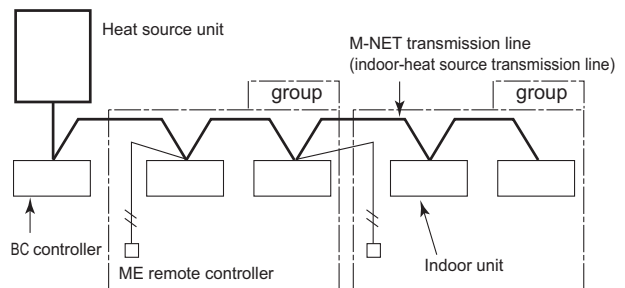 Heat source unit
M-NET transmission line
(indoor-heat source transmission line)
group
group
BC controller
ME remote controller
Indoor unit